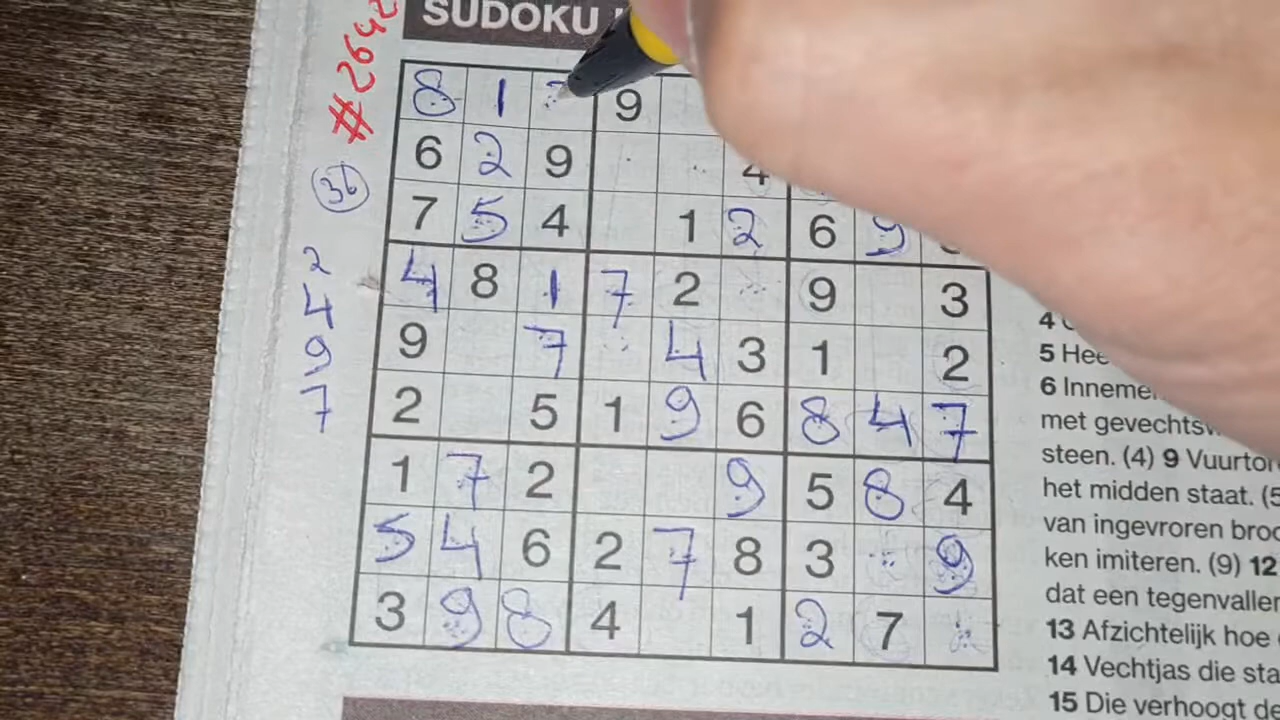 SUDOKU
#2642
36
2
5
9
7
8 1 9
6 2 9 4
7 5 4 1 2 6 9
4 8 1 7 2 9 3
9 7 4 3 1 2
2 5 1 9 6 8 4 7
1 7 2 9 5 8 4
5 4 6 2 7 8 3 9
3 9 8 4 1 2 7
4
5 Hee
6 Inneme
met gevechts
steen. (4) 9 Vuurto
het midden staat. (5
van ingevroren broo
ken imiteren. (9) 12
dat een tegenvaller
13 Afzichtelijk hoe
14 Vechtjas die sta
15 Die verhoogt de